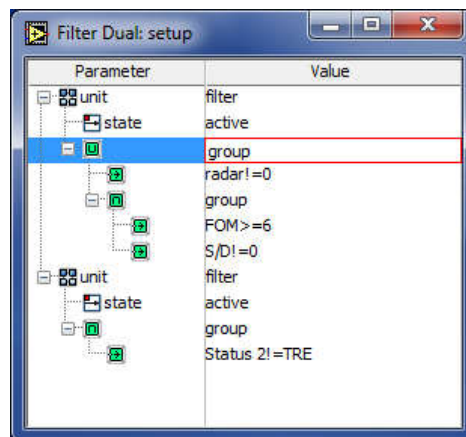 Filter Dual: setup
Parameter Value
unit filter
state active
group
radar!=0
group
FOM>=6
S/D!=0
unit filter
state active
group
Status 2!=TRE